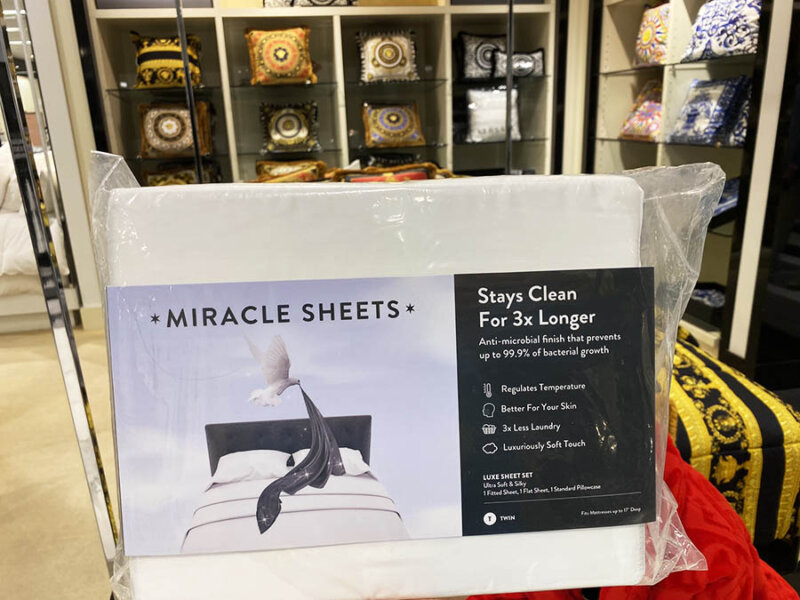 *MIRACLE SHEETS*
Stays Clean
For 3x Longer
Anti-microbial finish that prevents
up to 99.9% of bacterial growth
Regulates Temperature
Better For Your Skin
3x Less Laundry
Luxuriously Soft Touch
LUXE SHEET SET
Ultra Soft & Silky
1 Fitted Sheet, 1 Flat Sheet, 1 Standard Pillowcase
T TWIN
Fits Mattresses up to 17" Deep